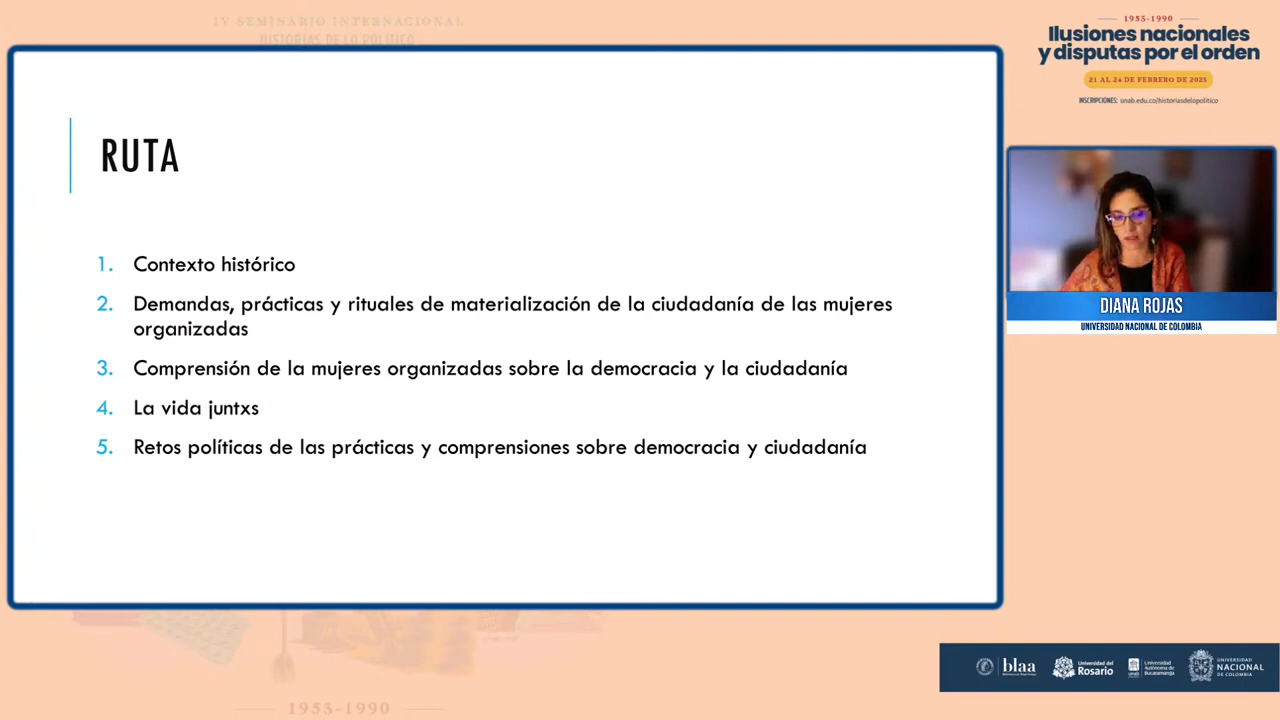 IV SEMINARIO INTERNACIONAL
HISTORIAS DE LO POLÍTICO
RUTA
1. Contexto histórico
2. Demandas, prácticas y rituales de materialización de la ciudadanía de las mujeres
organizadas
3. Comprensión de la mujeres organizadas sobre la democracia y la ciudadanía
4. La vida juntxs
5. Retos políticas de las prácticas y comprensiones sobre democracia y ciudadanía
1953-1990
Ilusiones nacionales
y disputas por el orden
21 AL 24 DE FEBRERO DE 2023
INSCRIPCIONES: unab.edu.co/historiasdelopolitico
DIANA ROJAS
UNIVERSIDAD NACIONAL DE COLOMBIA
1953-1990
blaa
Universidad del
Rosario
unab
Universidad
Autónoma de
Bucaramanga
UNIVERSIDAD
NACIONAL
DE COLOMBIA